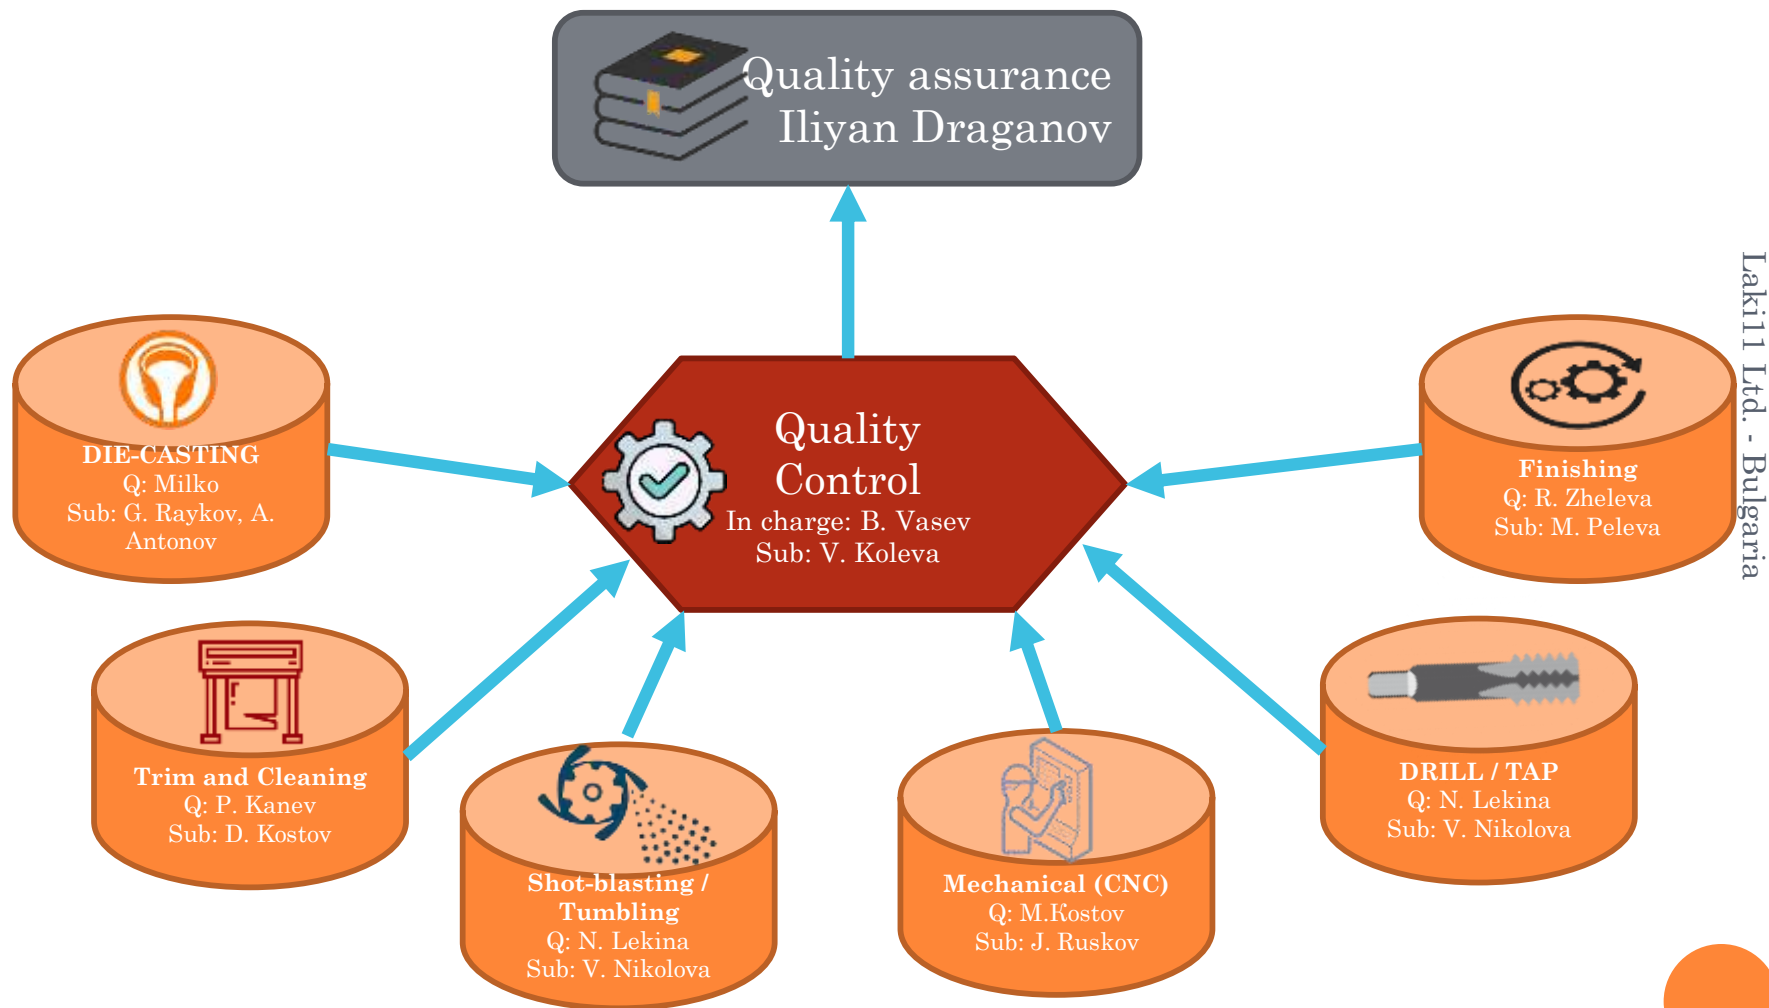 Quality assurance
Iliyan Draganov
Quality
Control
In charge: B. Vasev
Sub: V. Koleva
DIE-CASTING
Q: Milko
Sub: G. Raykov, A.
Antonov
Trim and Cleaning
Q: P. Kanev
Sub: D. Kostov
Shot-blasting /
Tumbling
Q: N. Lekina
Sub: V. Nikolova
Mechanical (CNC)
Q: M.Kostov
Sub: J. Ruskov
DRILL / TAP
Q: N. Lekina
Sub: V. Nikolova
Finishing
Q: R. Zheleva
Sub: M. Peleva
Laki11 Ltd. - Bulgaria